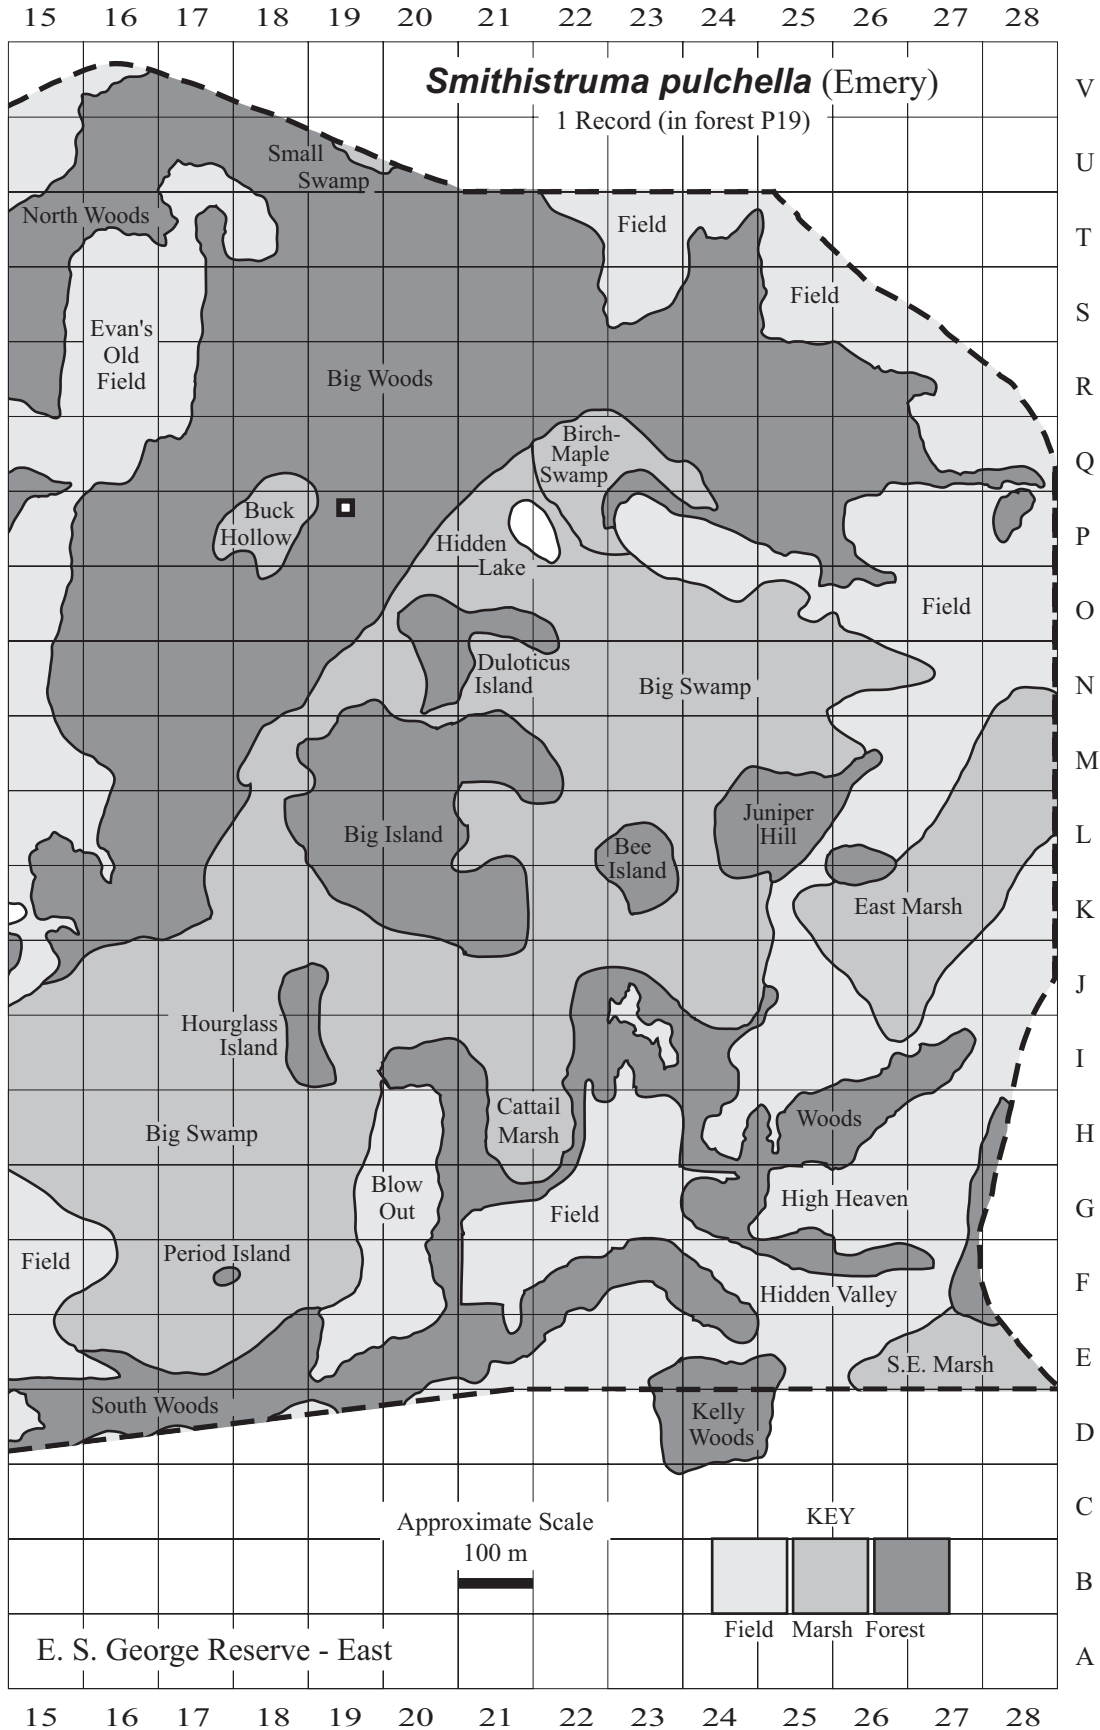 15 16 17 18 19 20 21 22 23 24 25 26 27 28
Smithistruma pulchella (Emery)
V
1 Record (in forest P19)
Small
Swamp
U
North Woods
Field
T
Field
S
Evan's
Old
Field
Big Woods
R
Birch-
Maple
Swamp
Q
Buck
Hollow
Hidden
Lake
P
Field
O
Duloticus
Island
Big Swamp
N
M
Juniper
Hill
Big Island
Bee
Island
L
East Marsh
K
J
Hourglass
Island
I
Cattail
Marsh
Woods
Big Swamp
H
Blow
Out
Field
High Heaven
G
Field
Period Island
Hidden Valley
F
S.E. Marsh
E
South Woods
Kelly
Woods
D
C
Approximate Scale
100 m
KEY
B
Field Marsh Forest
E. S. George Reserve - East
A
15 16 17 18 19 20 21 22 23 24 25 26 27 28